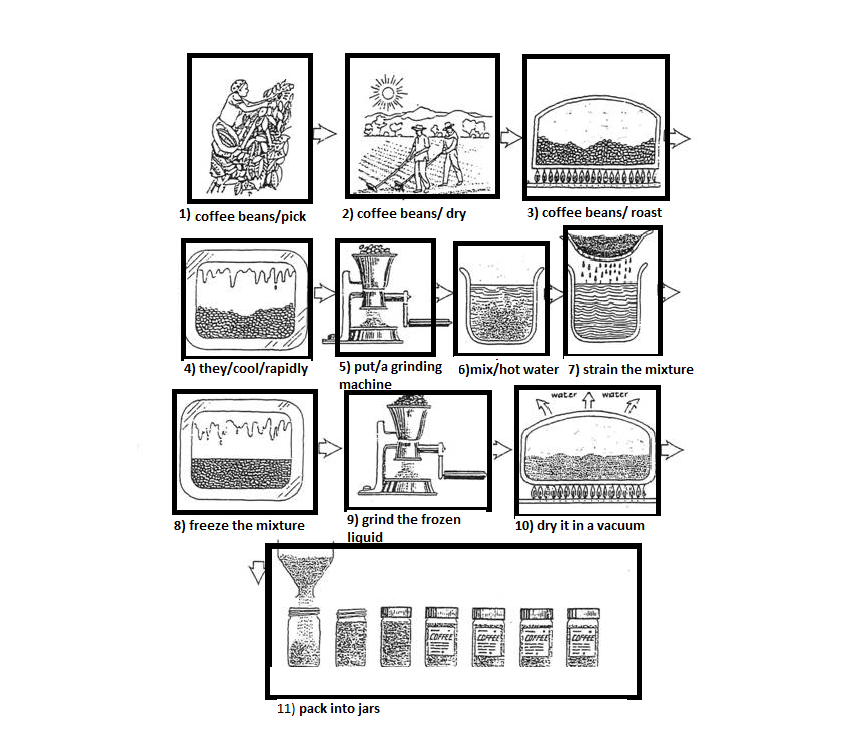 1) coffee beans/pick
2) coffee beans/ dry
3) coffee beans/ roast
4) they/cool/rapidly
5) put/a grinding
machine
6)mix/hot water
7) strain the mixture
water water
8) freeze the mixture
9) grind the frozen
liquid
10) dry it in a vacuum
COFFEE
COFFEE
COFFEE
COFFEE
11) pack into jars